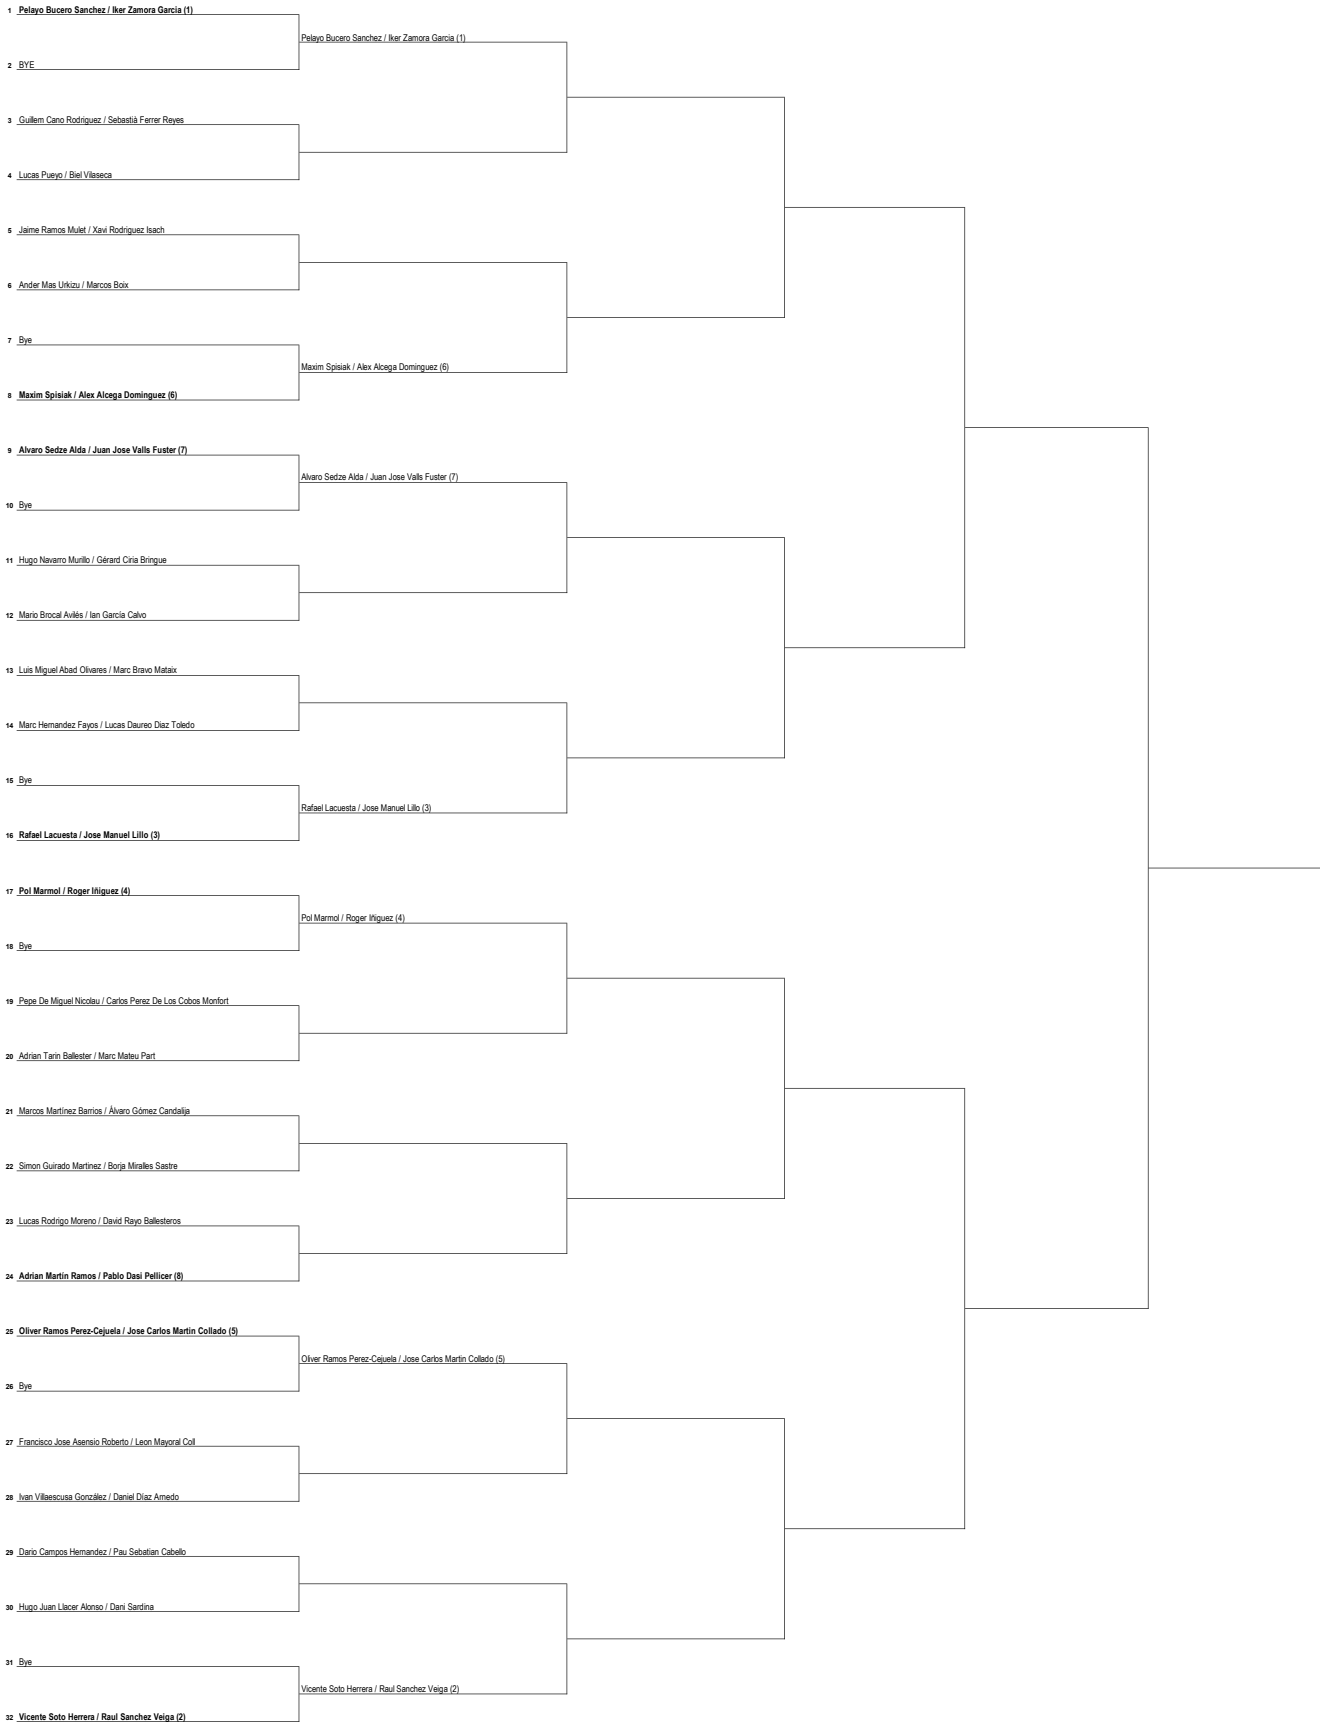 1 Pelayo Bucero Sanchez / Iker Zamora Garcia (1)
Pelayo Bucero Sanchez / Iker Zamora Garcia (1)
2 BYE
3 Guillem Cano Rodriguez / Sebastià Ferrer Reyes
4 Lucas Pueyo / Biel Vilaseca
5 Jaime Ramos Mulet / Xavi Rodriguez Isach
6 Ander Mas Urkizu / Marcos Boix
7 Bye
Maxim Spisiak / Alex Alcega Dominguez (6)
8 Maxim Spisiak / Alex Alcega Dominguez (6)
9 Alvaro Sedze Alda / Juan Jose Valls Fuster (7)
Alvaro Sedze Alda / Juan Jose Valls Fuster (7)
10 Bye
11 Hugo Navarro Murillo / Gérard Ciria Bringue
12 Mario Brocal Avilés / Ian García Calvo
13 Luis Miguel Abad Olivares / Marc Bravo Mataix
14 Marc Hernandez Fayos / Lucas Daureo Diaz Toledo
15 Bye
Rafael Lacuesta / Jose Manuel Lillo (3)
16 Rafael Lacuesta / Jose Manuel Lillo (3)
17 Pol Marmol / Roger Iñiguez (4)
Pol Marmol / Roger Iñiguez (4)
18 Bye
19 Pepe De Miguel Nicolau / Carlos Perez De Los Cobos Monfort
20 Adrian Tarin Ballester / Marc Mateu Part
21 Marcos Martínez Barrios / Álvaro Gómez Candalija
22 Simon Guirado Martinez / Borja Miralles Sastre
23 Lucas Rodrigo Moreno / David Rayo Ballesteros
24 Adrian Martín Ramos / Pablo Dasi Pellicer (8)
25 Oliver Ramos Perez-Cejuela / Jose Carlos Martin Collado (5)
Oliver Ramos Perez-Cejuela / Jose Carlos Martin Collado (5)
26 Bye
27 Francisco Jose Asensio Roberto / Leon Mayoral Coll
28 Ivan Villaescusa González / Daniel Díaz Arnedo
29 Dario Campos Hernandez / Pau Sebatian Cabello
30 Hugo Juan Llacer Alonso / Dani Sardina
31 Bye
Vicente Soto Herrera / Raul Sanchez Veiga (2)
32 Vicente Soto Herrera / Raul Sanchez Veiga (2)